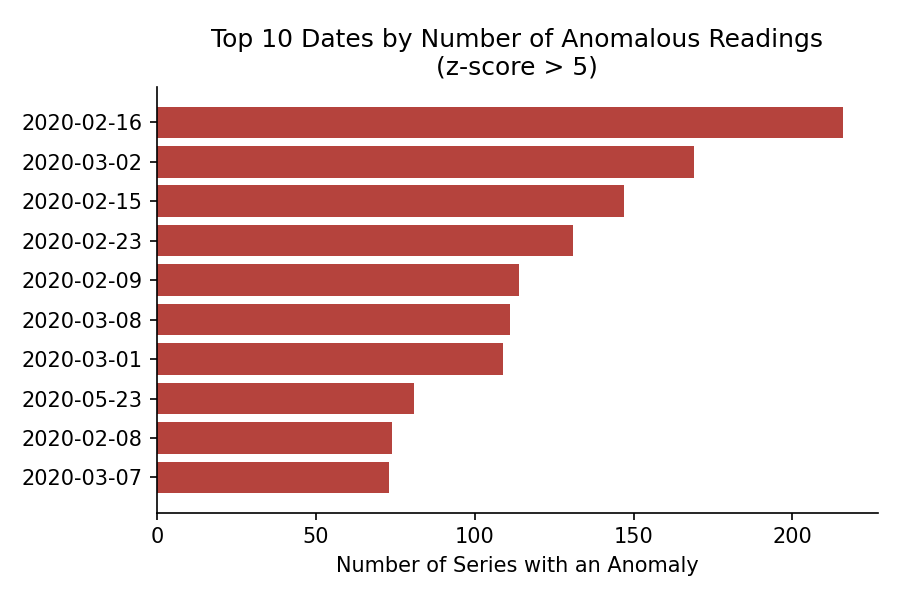 Top 10 Dates by Number of Anomalous Readings
(z-score > 5)
2020-02-16
2020-03-02
2020-02-15
2020-02-23
2020-02-09
2020-03-08
2020-03-01
2020-05-23
2020-02-08
2020-03-07
0 50 100 150 200
Number of Series with an Anomaly